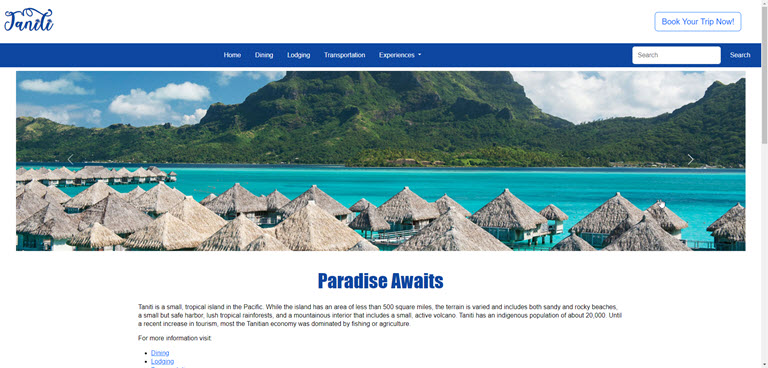 Taniti
Book Your Trip Now!
Home Dining Lodging Transportation Experiences
Search Search
Paradise Awaits
Taniti is a small, tropical island in the Pacific. While the island has an area of less than 500 square miles, the terrain is varied and includes both sandy and rocky beaches,
a small but safe harbor, lush tropical rainforests, and a mountainous interior that includes a small, active volcano. Taniti has an indigenous population of about 20,000. Until
a recent increase in tourism, most the Tanitian economy was dominated by fishing or agriculture
For more information visit:
Dining
Lodging